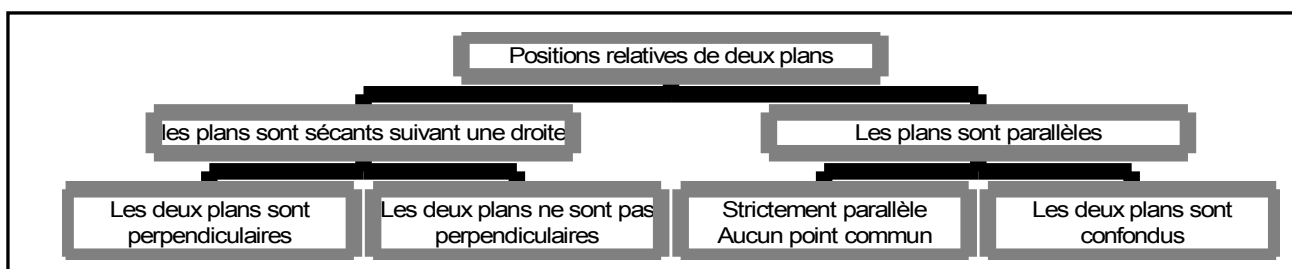 Positions relatives de deux plans
les plans sont sécants suivant une droite
Les plans sont parallèles
Les deux plans sont
perpendiculaires
Les deux plans ne sont pas
perpendiculaires
Strictement parallèle
Aucun point commun
Les deux plans sont
confondus